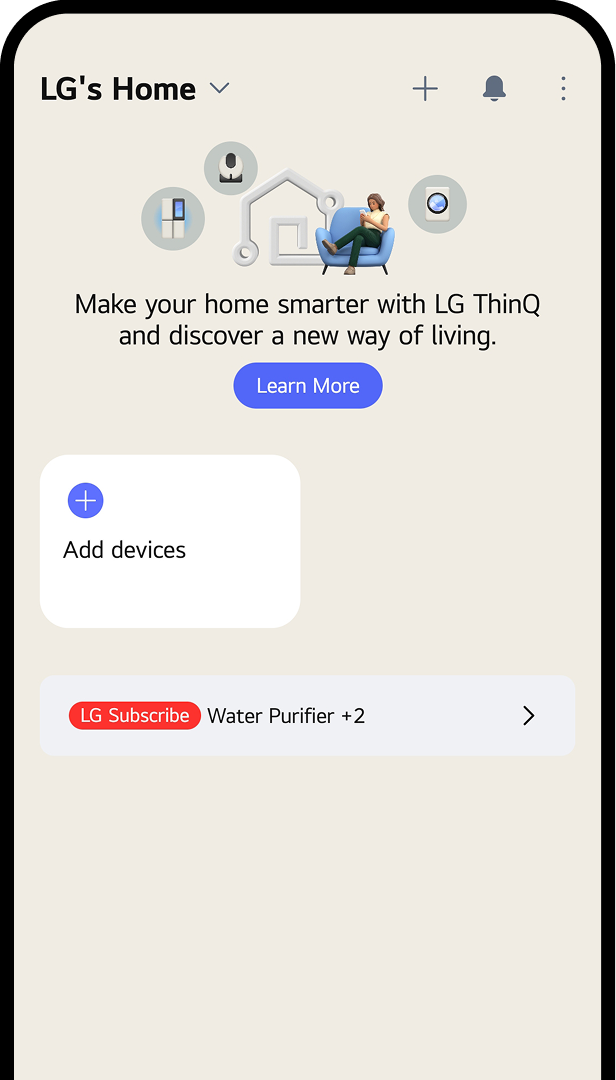 LG's Home
Make your home smarter with LG ThinQ
and discover a new way of living.
Learn More
Add devices
LG Subscribe Water Purifier +2